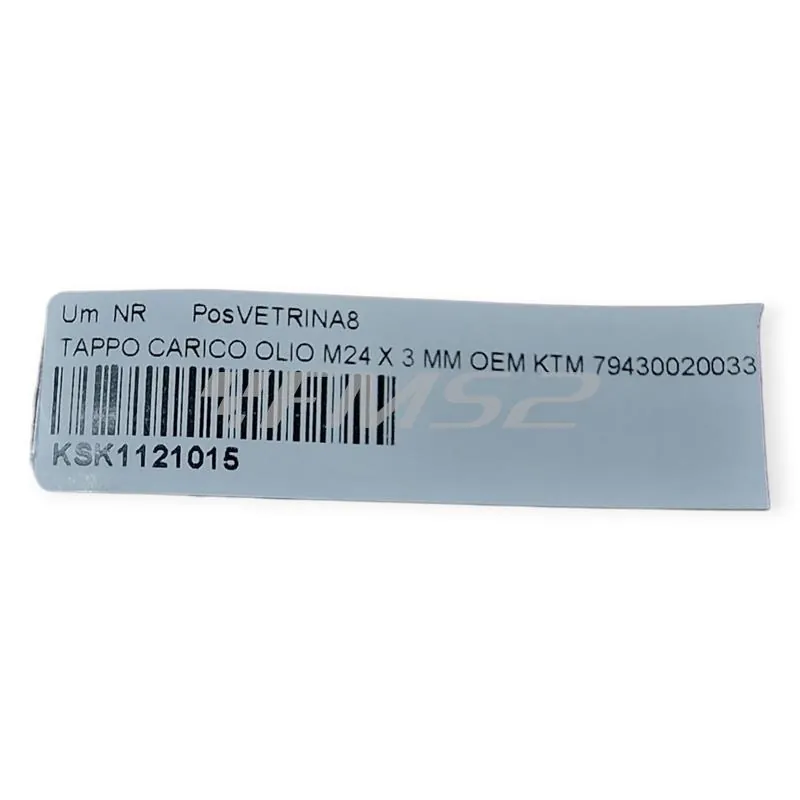 Um NR PosVETRINA8
TAPPO CARICO OLIO M24 X 3 MM OEM KTM 79430020033
KSK1121015